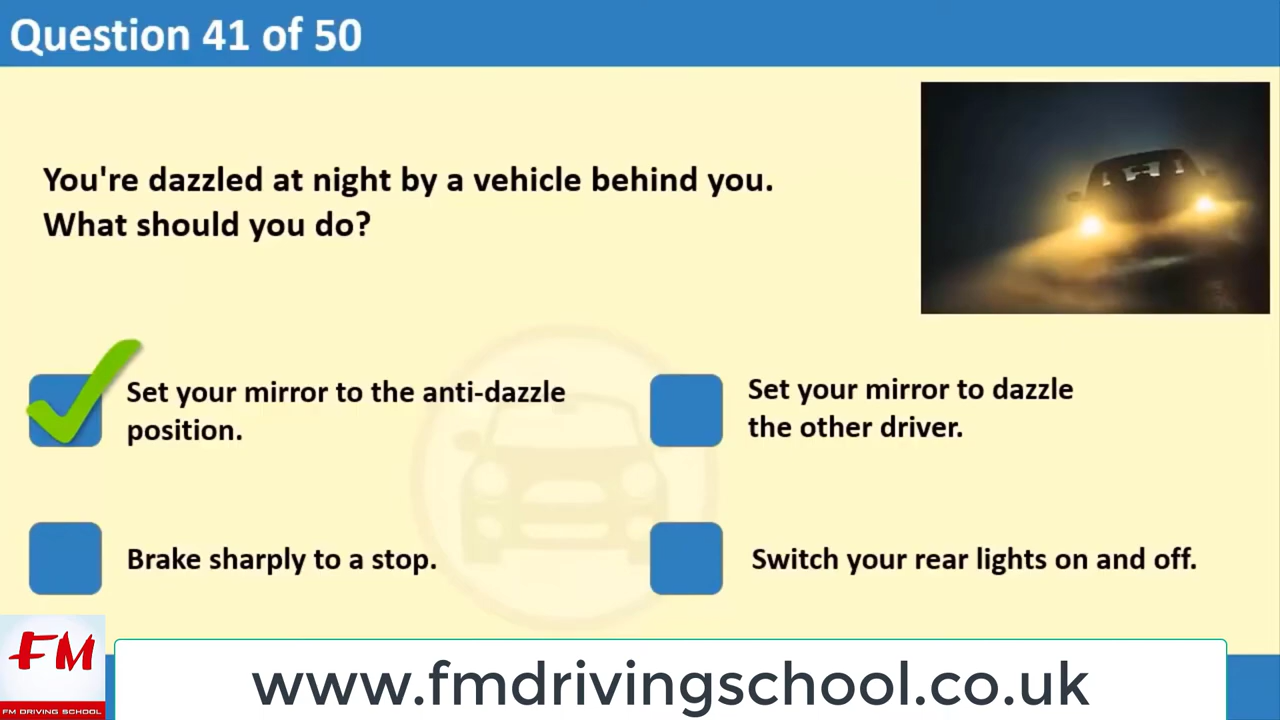 Question 41 of 50
You're dazzled at night by a vehicle behind you.
What should you do?
Set your mirror to the anti-dazzle
position.
Set your mirror to dazzle
the other driver.
Brake sharply to a stop.
Switch your rear lights on and off.
FM
FM DRIVING SCHOOL
www.fmdrivingschool.co.uk